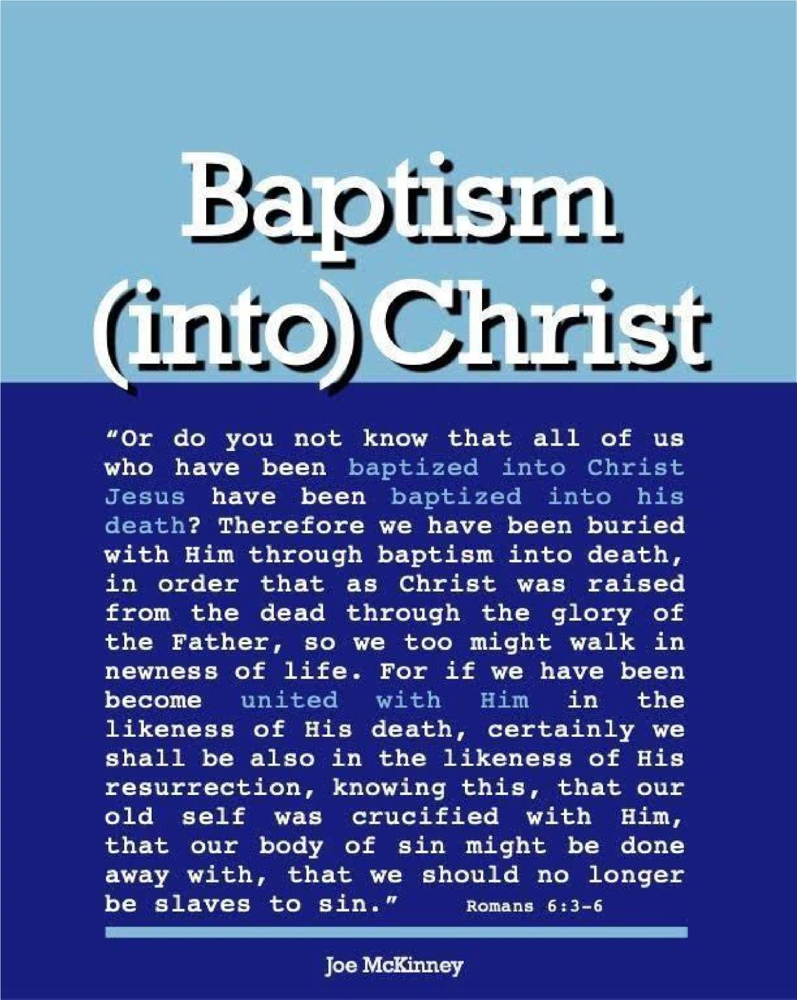 Baptism
(into) Christ
“Or do you not know that all of us
who have been baptized into Christ
Jesus have been baptized into his
death? Therefore we have been buried
with Him through baptism into death,
in order that as Christ was raised
from the dead through the glory of
the Father, so we too might walk in
newness of life. For if we have been
become united with Him in the
likeness of His death, certainly we
shall be also in the likeness of His
resurrection, knowing this, that our
old self was crucified with Him,
that our body of sin might be done
away with, that we should no longer
be slaves to sin.” Romans 6:3-6
Joe McKinney